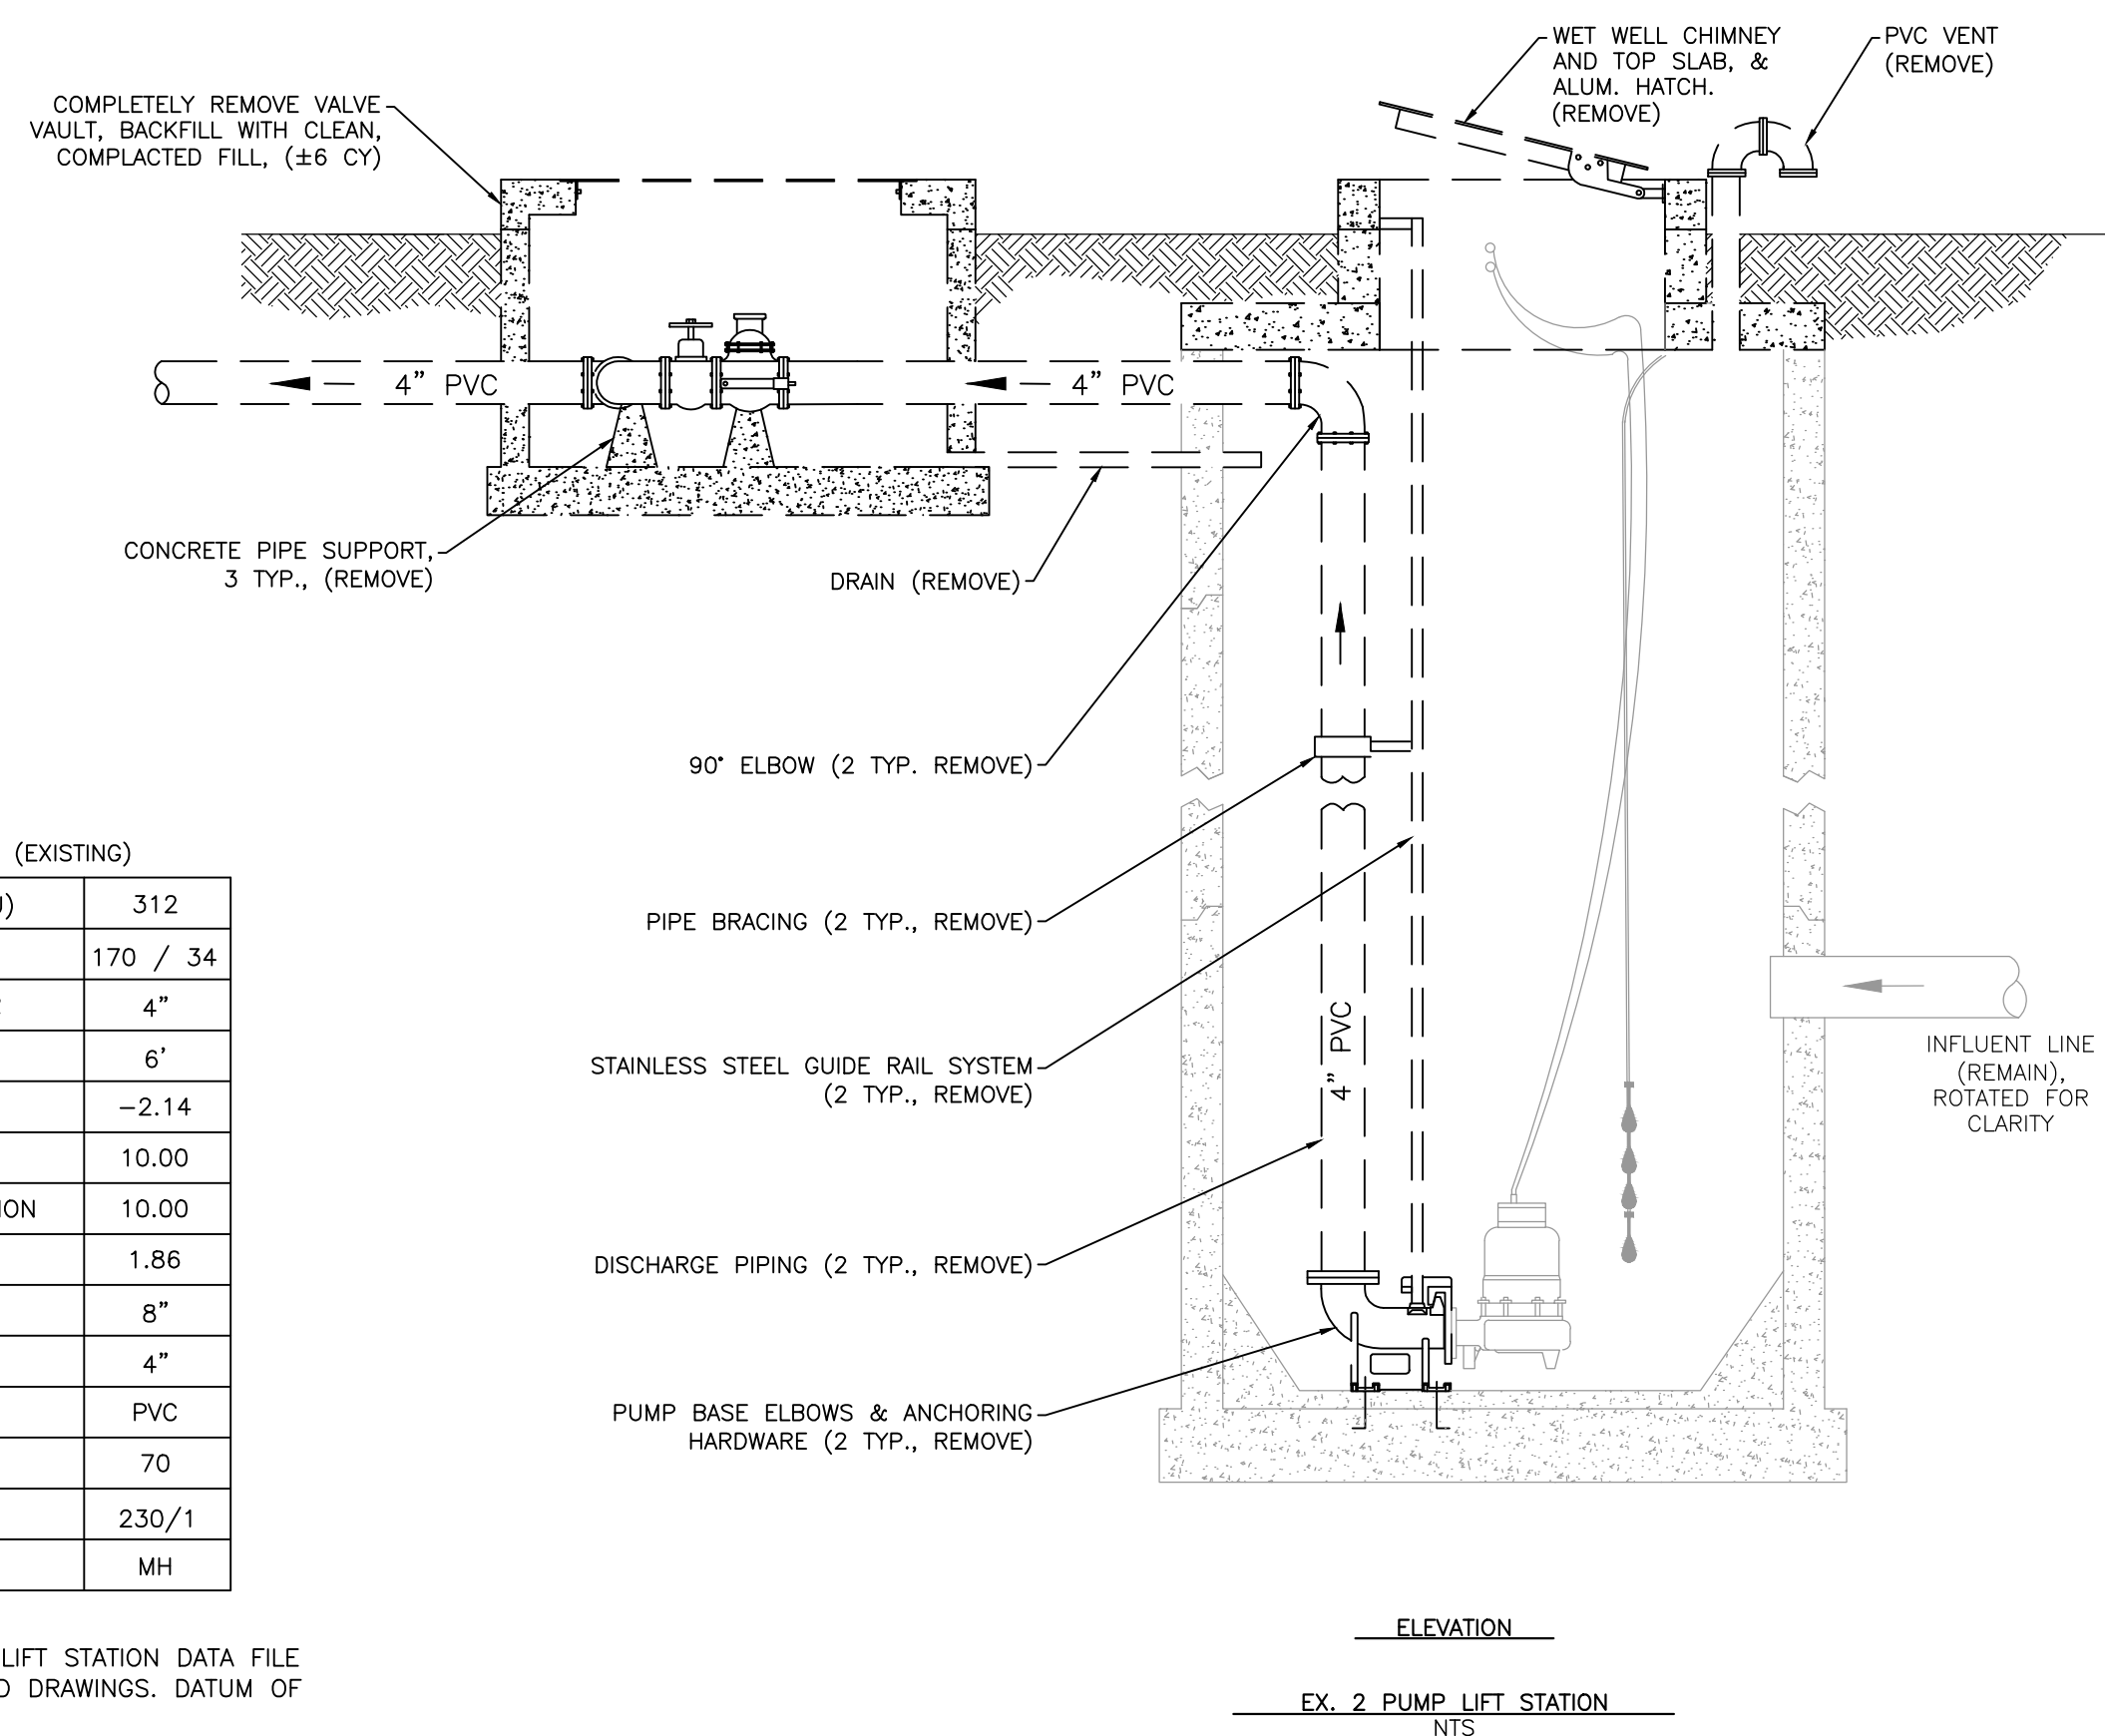 WET WELL CHIMNEY
AND TOP SLAB, &
ALUM. HATCH.
(REMOVE)
PVC VENT
(REMOVE)
COMPLETELY REMOVE VALVE
VAULT, BACKFILL WITH CLEAN,
COMPLACTED FILL, (±6 CY)
4" PVC
4" PVC
CONCRETE PIPE SUPPORT,
3 TYP., (REMOVE)
DRAIN (REMOVE)
90° ELBOW (2 TYP. REMOVE)
PIPE BRACING (2 TYP., REMOVE)
STAINLESS STEEL GUIDE RAIL SYSTEM
(2 TYP., REMOVE)
4" PVC
DISCHARGE PIPING (2 TYP., REMOVE)
PUMP BASE ELBOWS & ANCHORING
HARDWARE (2 TYP., REMOVE)
INFLUENT LINE
(REMAIN),
ROTATED FOR
CLARITY
(EXISTING)
312
170 / 34
4"
6'
-2.14
10.00
ION 10.00
1.86
8"
4"
PVC
70
230/1
MH
LIFT STATION DATA FILE
DRAWINGS. DATUM OF
ELEVATION
EX. 2 PUMP LIFT STATION
NTS